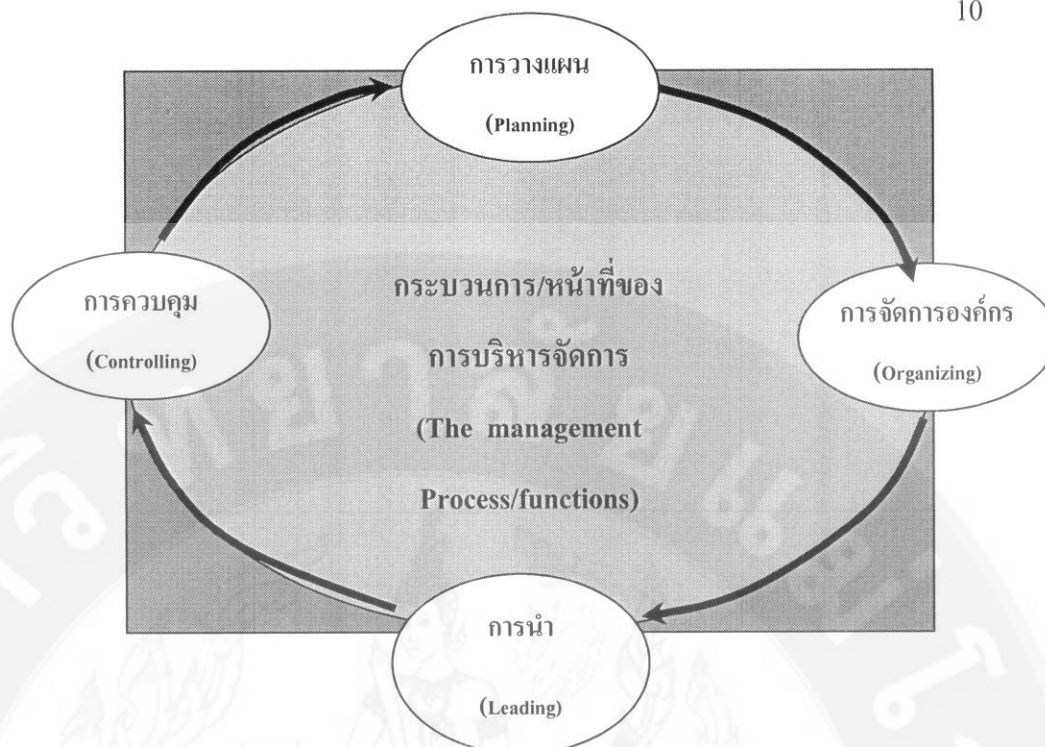 10
การวางแผน
(Planning)
การควบคุม
(Controlling)
กระบวนการ/หน้าที่ของ
การบริหารจัดการ
(The management
Process/functions)
การจัดการองค์กร
(Organizing)
การนำ
(Leading)